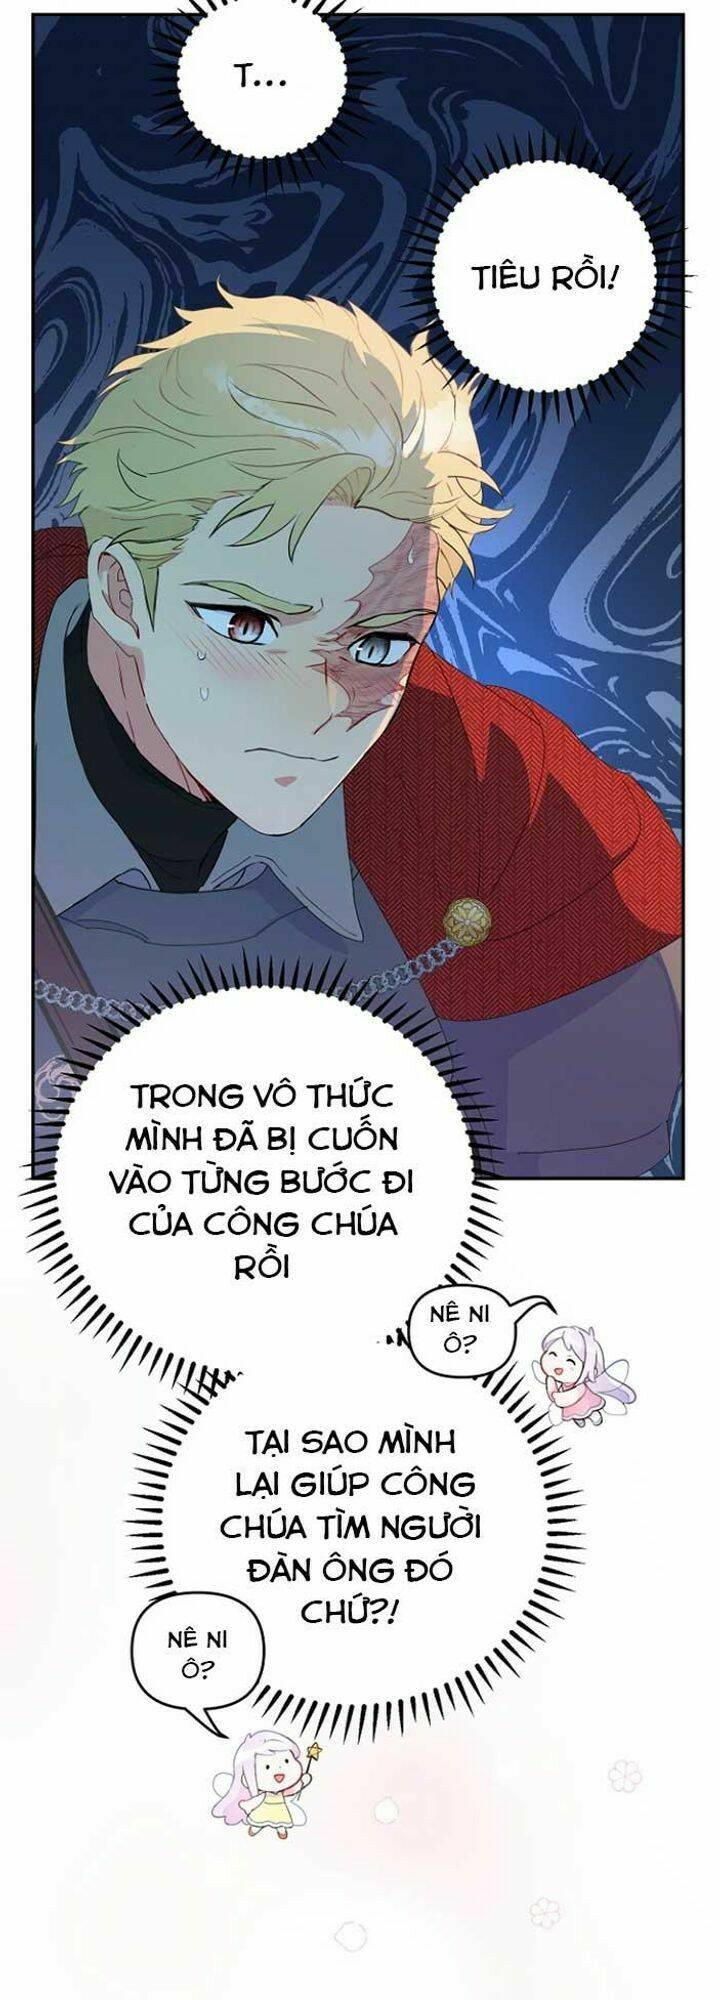 T...
TIÊU RỒI!
TRONG VÔ THỨC
MÌNH ĐÃ BỊ CUỐN
VÀO TỪNG BƯỚC ĐI
CỦA CÔNG CHÚA
RỒI
NÊ NI
Ô?
TẠI SAO MÌNH
LẠI GIÚP CÔNG
CHÚA TÌM NGƯỜI
ĐÀN ÔNG ĐÓ
CHỨ?!
NÊ NI
Ô?